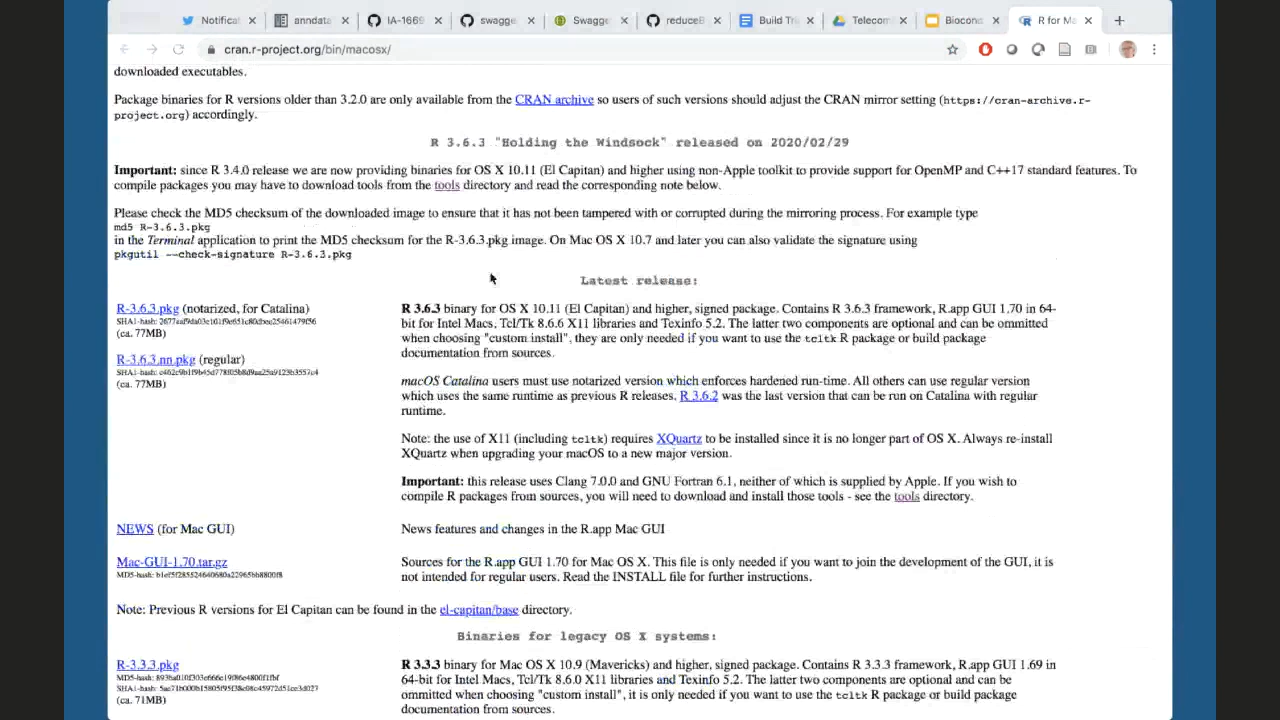 Notificat
anndata
IA-1669
swagge
Swagge
reduceE
Build Tra
Telecom
Biocono
R for Ma
cran.r-project.org/bin/macosx/
downloaded executables.
Package binaries for R versions older than 3.2.0 are only available from the CRAN archive so users of such versions should adjust the CRAN mirror setting (https://cran-archive.r-
project.org) accordingly.
R 3.6.3 "Holding the Windsock" released on 2020/02/29
Important: since R 3.4.0 release we are now providing binaries for OS X 10.11 (El Capitan) and higher using non-Apple toolkit to provide support for OpenMP and C++17 standard features. To
compile packages you may have to download tools from the tools directory and read the corresponding note below.
Please check the MD5 checksum of the downloaded image to ensure that it has not been tampered with or corrupted during the mirroring process. For example type
md5 R-3.6.3.pkg
in the Terminal application to print the MD5 checksum for the R-3.6.3.pkg image. On Mac OS X 10.7 and later you can also validate the signature using
pkgutil --check-signature R-3.6.3.pkg
Latest release:
R-3.6.3.pkg (notarized, for Catalina)
SHA1-hash:
(ca. 77MB)
R-3.6.3.nn.pkg (regular)
SHA1-hash:
(ca. 77MB)
R 3.6.3 binary for OS X 10.11 (El Capitan) and higher, signed package. Contains R 3.6.3 framework, R.app GUI 1.70 in 64-
bit for Intel Macs, Tcl/Tk 8.6.6 X11 libraries and Texinfo 5.2. The latter two components are optional and can be ommitted
when choosing "custom install", they are only needed if you want to use the tcltk R package or build package
documentation from sources.
macOS Catalina users must use notarized version which enforces hardened run-time. All others can use regular version
which uses the same runtime as previous R releases. R 3.6.2 was the last version that can be run on Catalina with regular
runtime.
Note: the use of X11 (including tcltk) requires XQuartz to be installed since it is no longer part of OS X. Always re-install
XQuartz when upgrading your macOS to a new major version.
Important: this release uses Clang 7.0.0 and GNU Fortran 6.1, neither of which is supplied by Apple. If you wish to
compile R packages from sources, you will need to download and install those tools - see the tools directory.
NEWS (for Mac GUI)
News features and changes in the R.app Mac GUI
Mac-GUI-1.70.tar.gz
MD5-hash:
Sources for the R.app GUI 1.70 for Mac OS X. This file is only needed if you want to join the development of the GUI, it is
not intended for regular users. Read the INSTALL file for further instructions.
Note: Previous R versions for El Capitan can be found in the el-capitan/base directory.
Binaries for legacy OS X systems:
R-3.3.3.pkg
MD5-hash:
SHA1-hash:
(ca. 71MB)
R 3.3.3 binary for Mac OS X 10.9 (Mavericks) and higher, signed package. Contains R 3.3.3 framework, R.app GUI 1.69 in
64-bit for Intel Macs, Tcl/Tk 8.6.0 X11 libraries and Texinfo 5.2. The latter two components are optional and can be
ommitted when choosing "custom install", it is only needed if you want to use the tcltk R package or build package
documentation from sources.